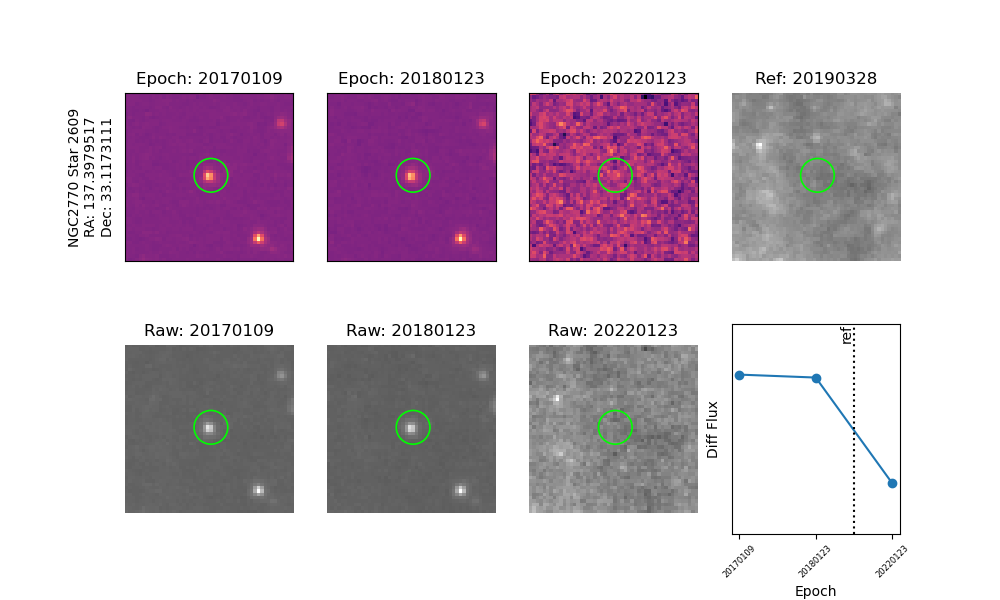 NGC2770 Star 2609
RA: 137.3979517
Dec: 33.1173111
Epoch: 20170109
Epoch: 20180123
Epoch: 20220123
Ref: 20190328
Raw: 20170109
Raw: 20180123
Raw: 20220123
ref
Diff Flux
20170109
20180123
20220123
Epoch